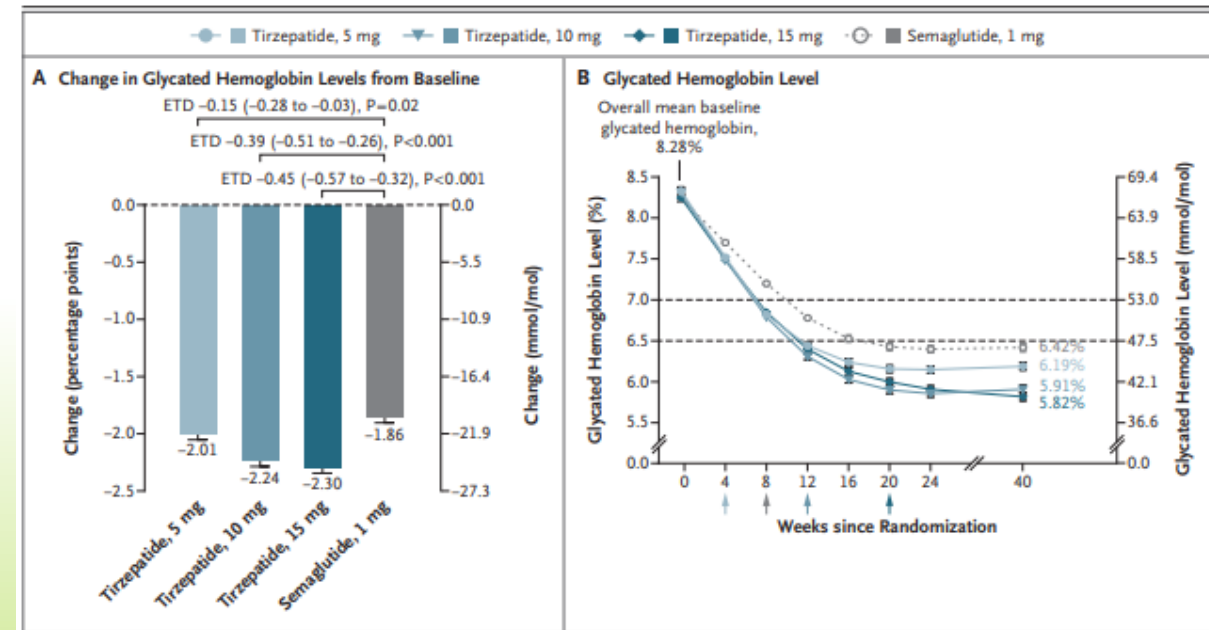 Tirzepatide, 5 mg Tirzepatide, 10 mg Tirzepatide, 15 mg Semaglutide, 1 mg
A Change in Glycated Hemoglobin Levels from Baseline
ETD −0.15 (−0.28 to −0.03), P=0.02
ETD −0.39 (−0.51 to −0.26), P<0.001
ETD −0.45 (−0.57 to −0.32), P<0.001
Change (percentage points)
0.0
−0.5
−1.0
−1.5
−2.0
−2.5
−2.01
−2.24
−2.30
−1.86
0.0
−5.5
−10.9
−16.4
−21.9
−27.3
Change (mmol/mol)
Tirzepatide, 5 mg
Tirzepatide, 10 mg
Tirzepatide, 15 mg
Semaglutide, 1 mg
B Glycated Hemoglobin Level
Overall mean baseline
glycated hemoglobin,
8.28%
Glycated Hemoglobin Level (%)
8.5
8.0
7.5
7.0
6.5
6.0
5.5
0.0
6.42%
6.19%
5.91%
5.82%
69.4
63.9
58.5
53.0
47.5
42.1
36.6
0.0
Glycated Hemoglobin Level (mmol/mol)
0 4 8 12 16 20 24 40
Weeks since Randomization